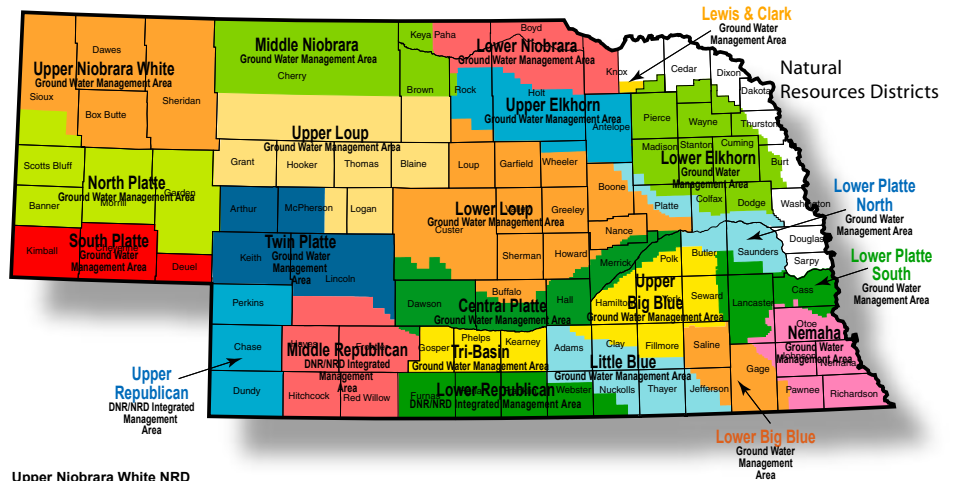 Lewis & Clark
Ground Water
Management Area
Natural
Resources Districts
Upper Niobrara White
Ground Water Management Area
Dawes
Sioux
Box Butte
Sheridan
Middle Niobrara
Ground Water Management Area
Cherry
Keya Paha
Brown
Lower Niobrara
Ground Water Management Area
Boyd
Rock
Holt
Knox
Cedar
Dixon
Dakota
Upper Elkhorn
Ground Water
Management Area
Antelope
Pierce
Wayne
Thurston
Madison
Stanton
Cuming
Burt
Lower Elkhorn
Ground Water
Management Area
Upper Loup
Ground Water Management Area
Grant
Hooker
Thomas
Blaine
Logan
Loup
Garfield
Wheeler
Boone
Platte
Colfax
Dodge
Washington
Lower Platte
North
Ground Water
Management Area
Scotts Bluff
North Platte
Ground Water Management Area
Banner
Morrill
Garden
Arthur
McPherson
Lower Loup
Ground Water Management Area
Custer
Greeley
Nance
Douglas
Sarpy
Saunders
Butler
Polk
Merrick
Kimball
South Platte
Ground Water
Management Area
Deuel
Keith
Twin Platte
Ground Water
Management
Area
Lincoln
Sherman
Howard
Lower Platte
South
Ground Water
Management Area
Cass
Lancaster
Seward
Upper
Big Blue
Ground Water Management Area
Hamilton
Buffalo
Hall
Dawson
Central Platte
Ground Water Management Area
Perkins
Chase
Dundy
Upper
Republican
DNR/NRD Integrated
Management
Area
Middle Republican
DNR/NRD Integrated
Management
Area
Hitchcock
Red Willow
Gosper
Phelps
Kearney
Tri-Basin
Ground Water Management Area
Adams
Clay
Fillmore
Saline
Little Blue
Ground Water Management Area
Furnas
Lower Republican
DNR/NRD Integrated Management Area
Webster
Nuckolls
Thayer
Jefferson
Gage
Otoe
Nemaha
Ground Water
Management Area
Johnson
Nemaha
Pawnee
Richardson
Lower Big Blue
Ground Water
Management
Area
Upper Niobrara White NRD